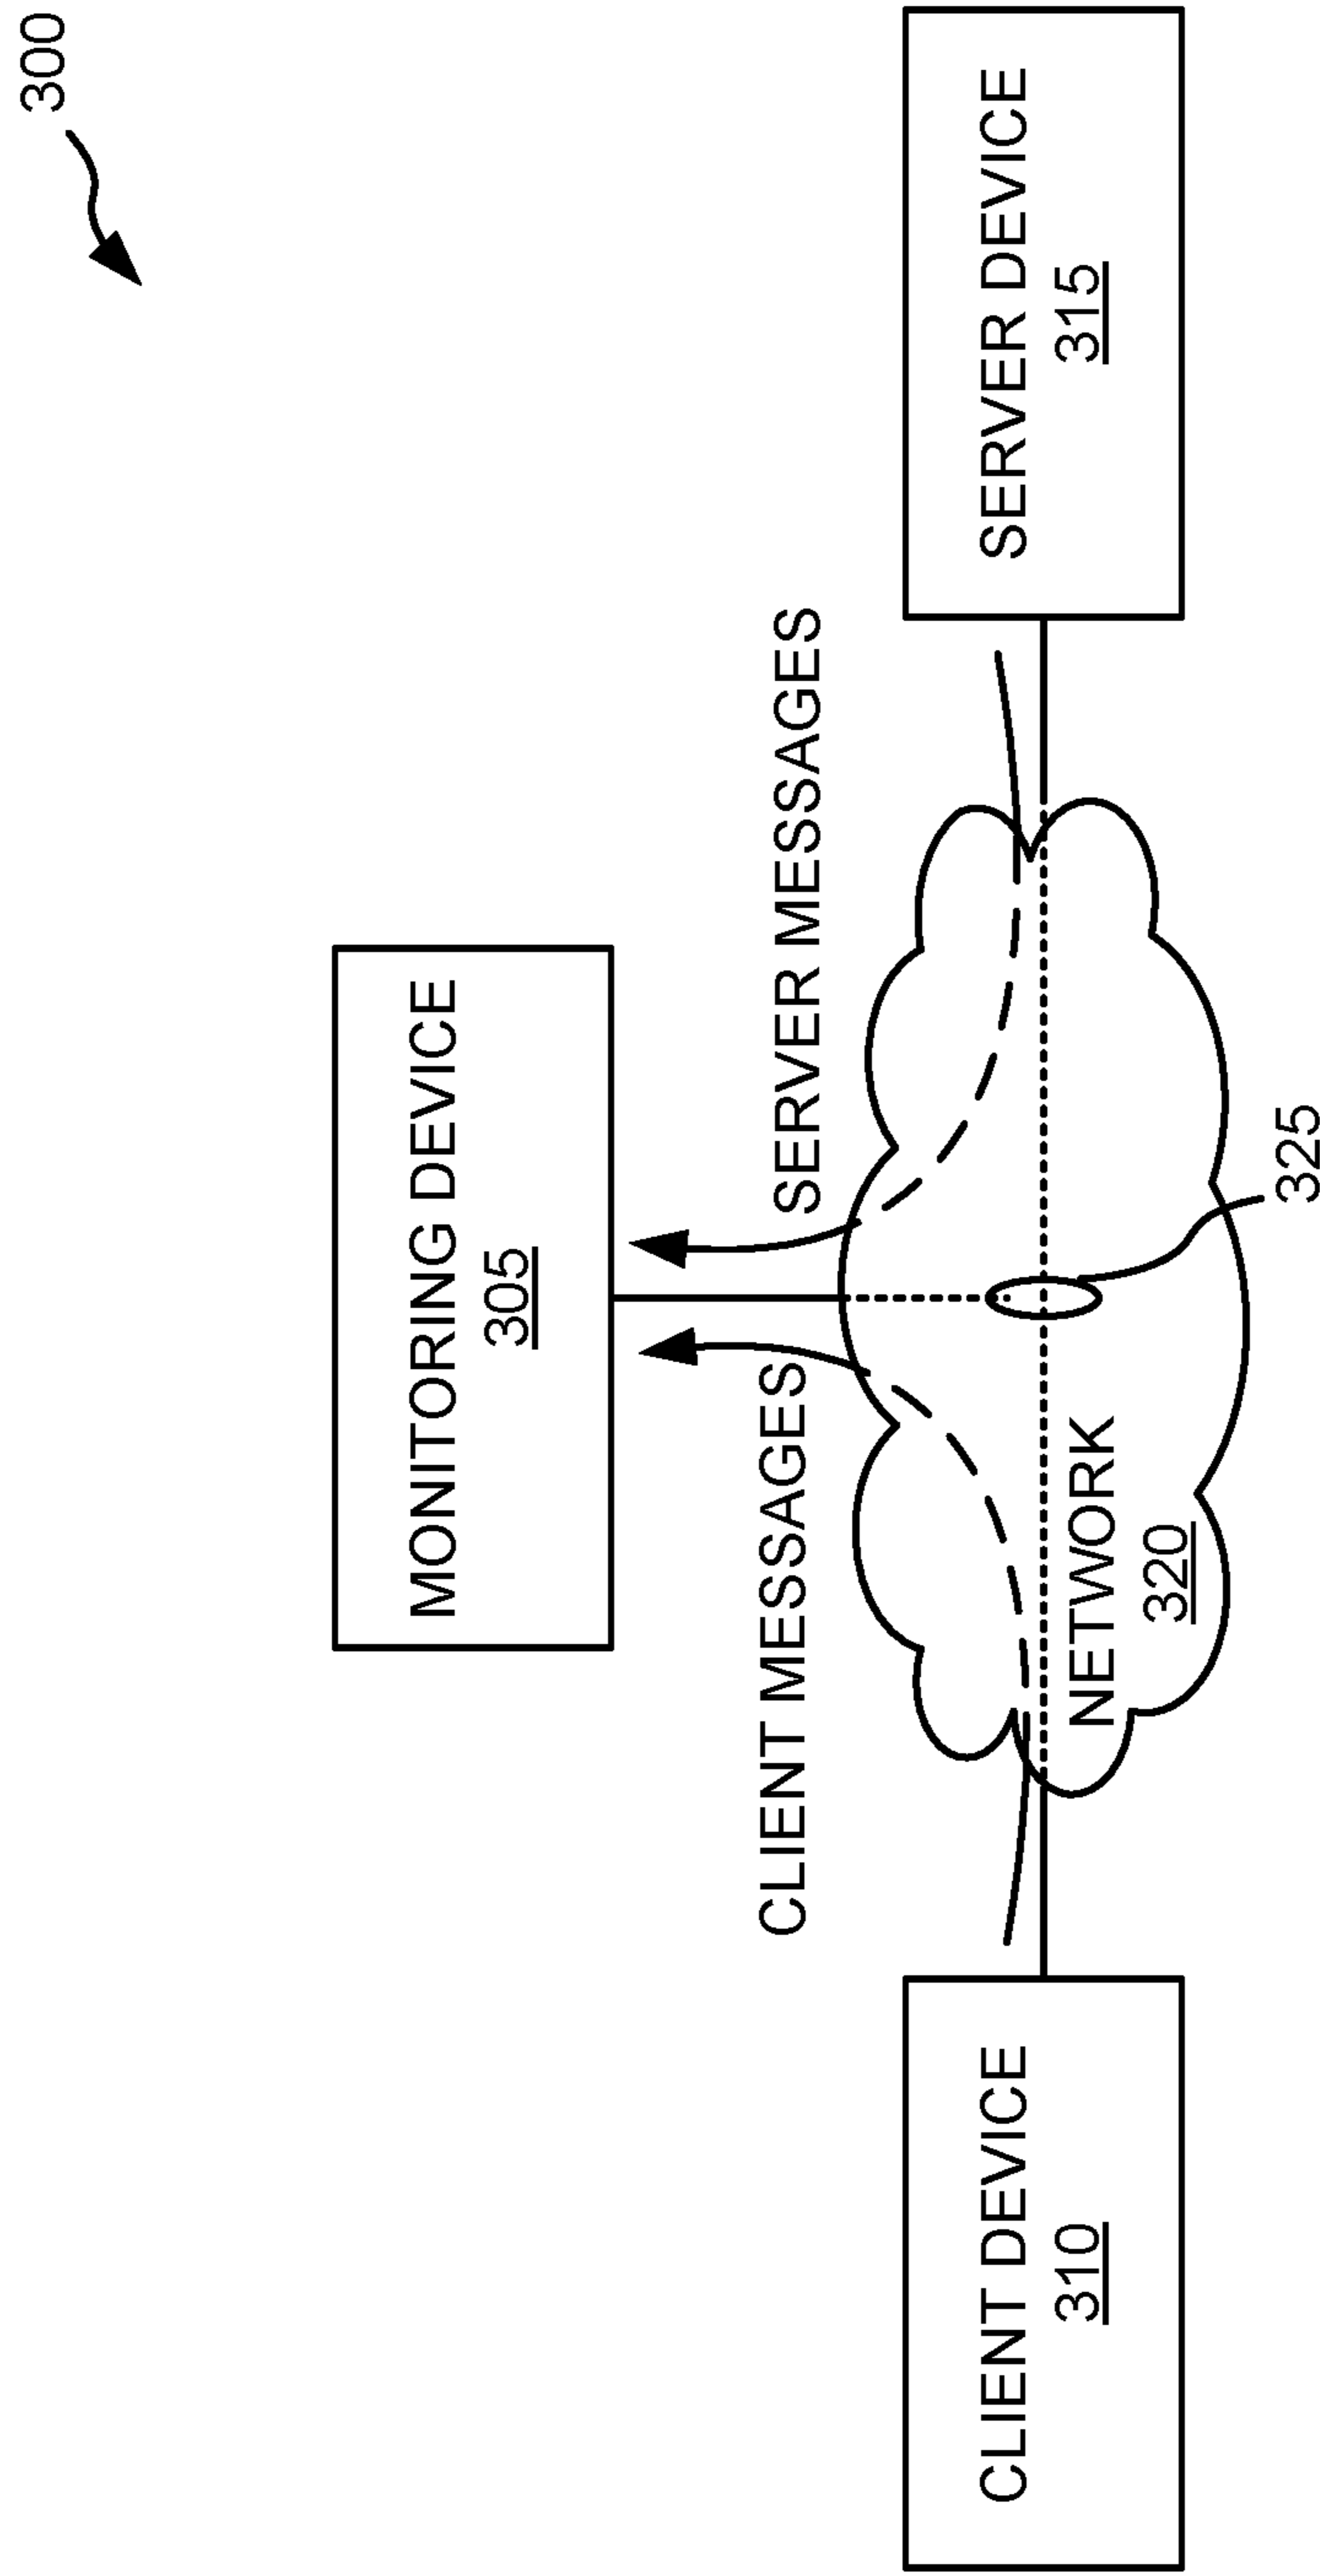 300
MONITORING DEVICE
305
CLIENT MESSAGES
SERVER MESSAGES
CLIENT DEVICE
310
NETWORK
320
SERVER DEVICE
315
325